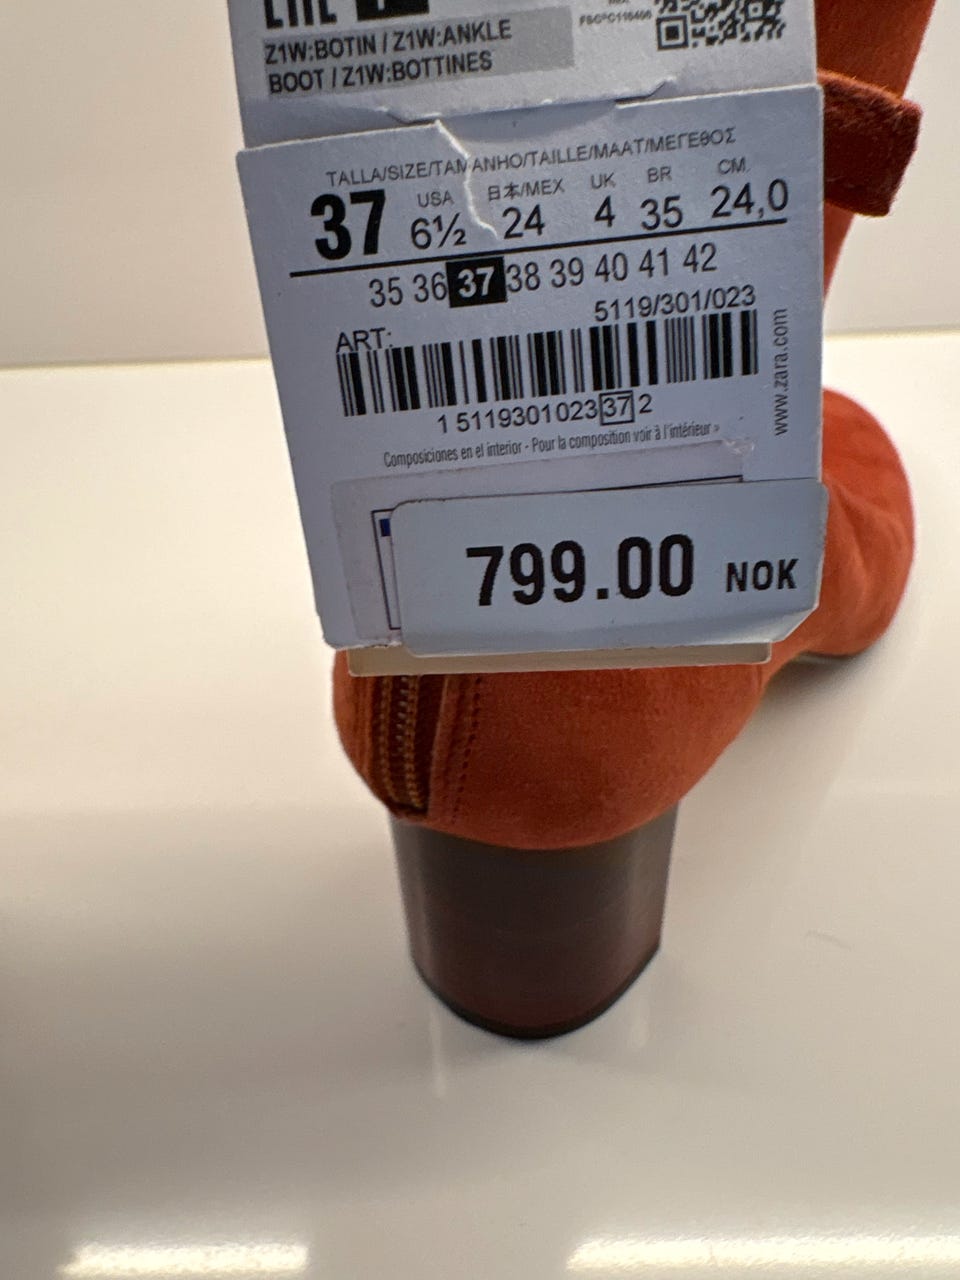 Z1W:BOTIN / Z1W:ANKLE
BOOT / Z1W:BOTTINES
TALLA/SIZE/TAMANHO/TAILLE/MAAT/ΜΕΓΕΘΟΣ
37 USA 6½ 日本/MEX 24 UK 4 BR 35 CM. 24,0
35 36 37 38 39 40 41 42
5119/301/023
ART:
1 5119301023 37 2
www.zara.com
Composiciones en el interior - Pour la composition voir à l'intérieur »
799.00 NOK